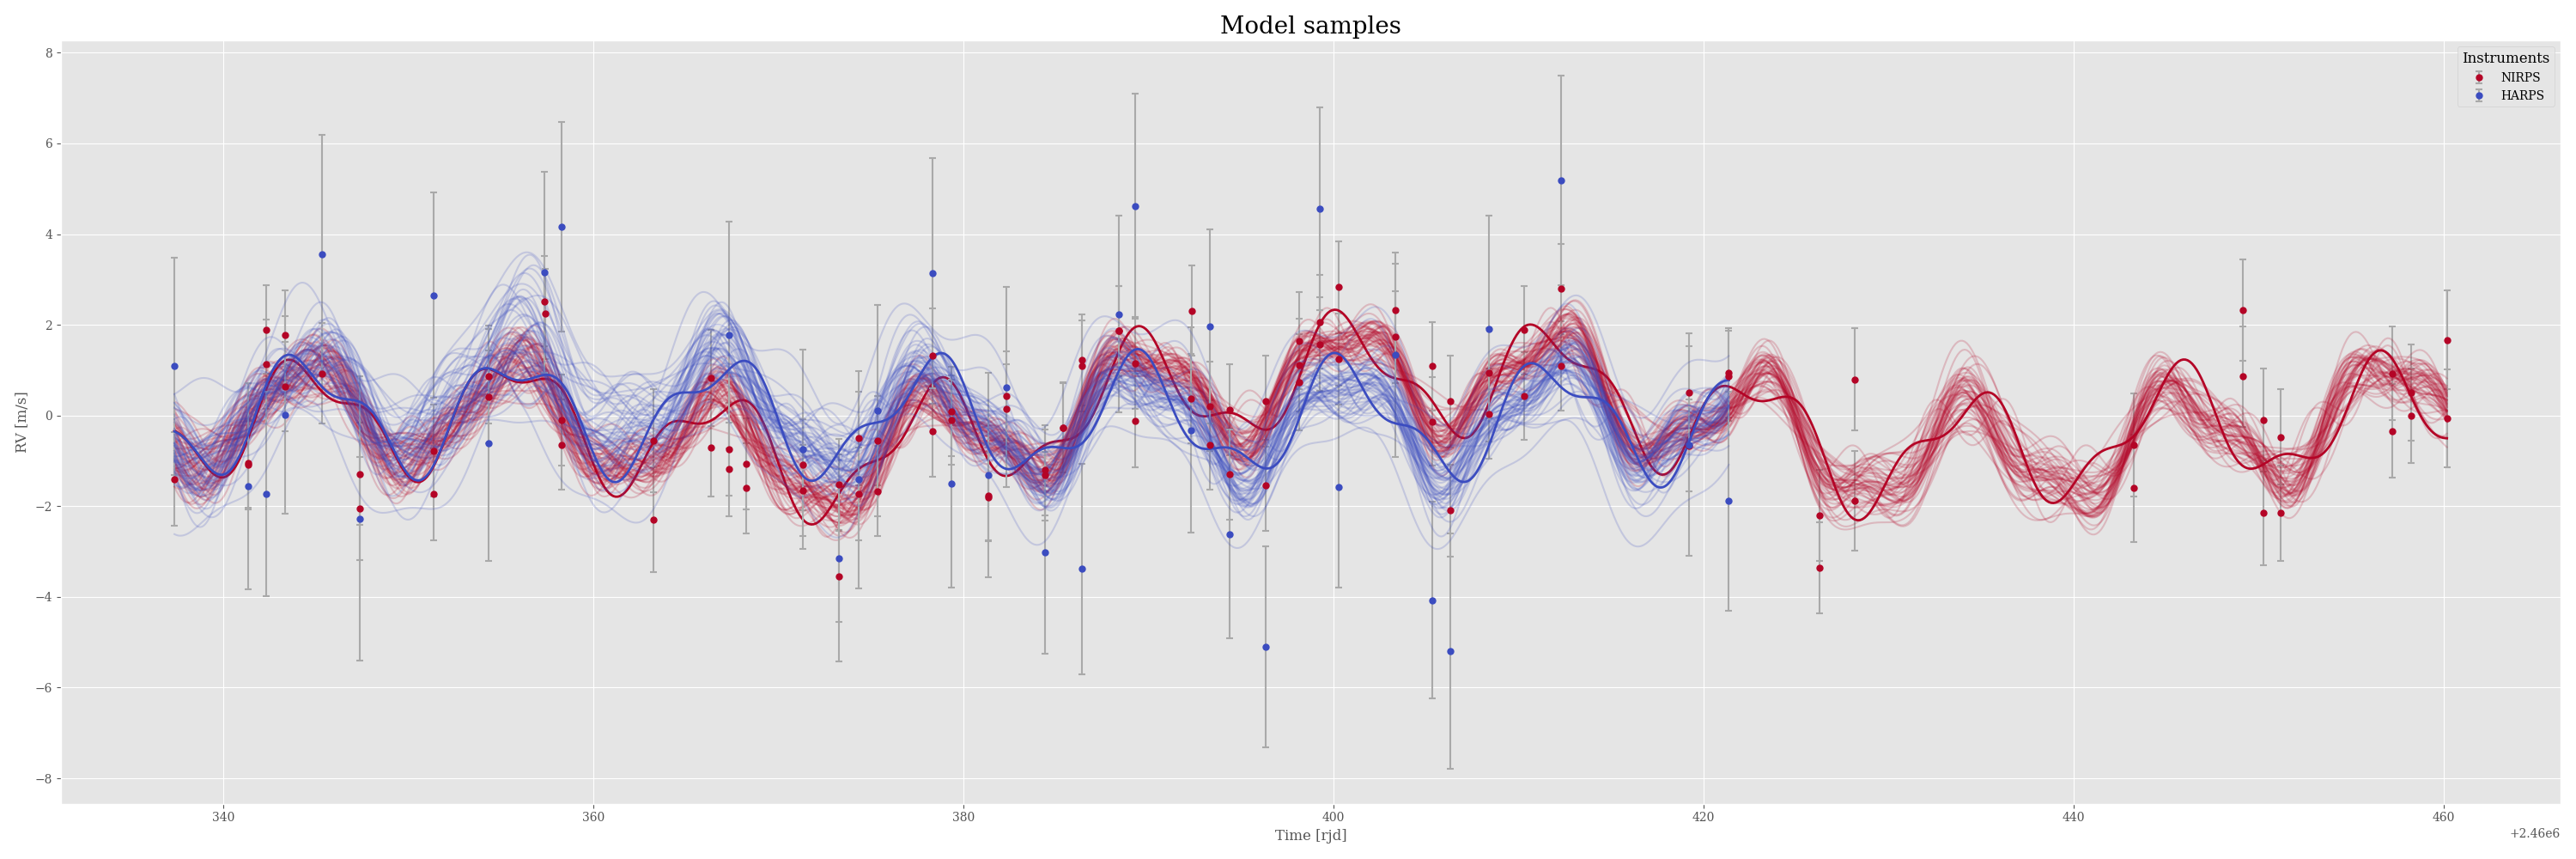 Model samples
Instruments
NIRPS
HARPS
RV [m/s]
8
6
4
2
0
−2
−4
−6
−8
340
360
380
400
420
440
460
Time [rjd]
+2.46e6